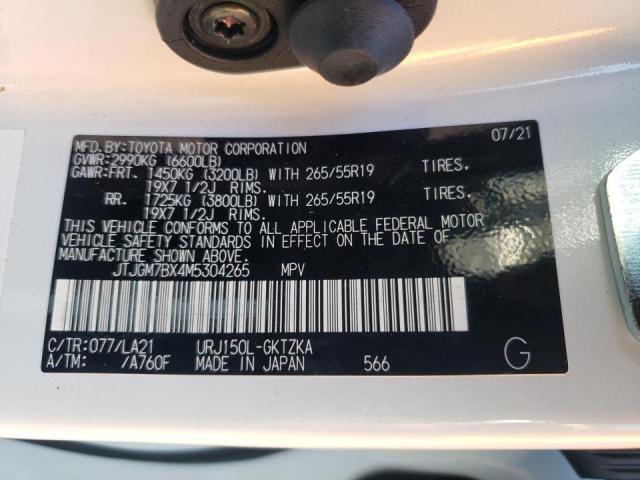 MFD. BY: TOYOTA MOTOR CORPORATION 07/21
GVWR: 2990KG (6600LB)
GAWR: FRT. 1450KG (3200LB) WITH 265/55R19 TIRES.
19X7 1/2J RIMS.
RR. 1725KG (3800LB) WITH 265/55R19 TIRES.
19X7 1/2J RIMS.
THIS VEHICLE CONFORMS TO ALL APPLICABLE FEDERAL MOTOR
VEHICLE SAFETY STANDARDS IN EFFECT ON THE DATE OF
MANUFACTURE SHOWN ABOVE.
JTJGM7BX4M5304265 MPV
C/TR: 077/LA21 URJ150L-GKTZKA
A/TM: /A760F MADE IN JAPAN 566 G